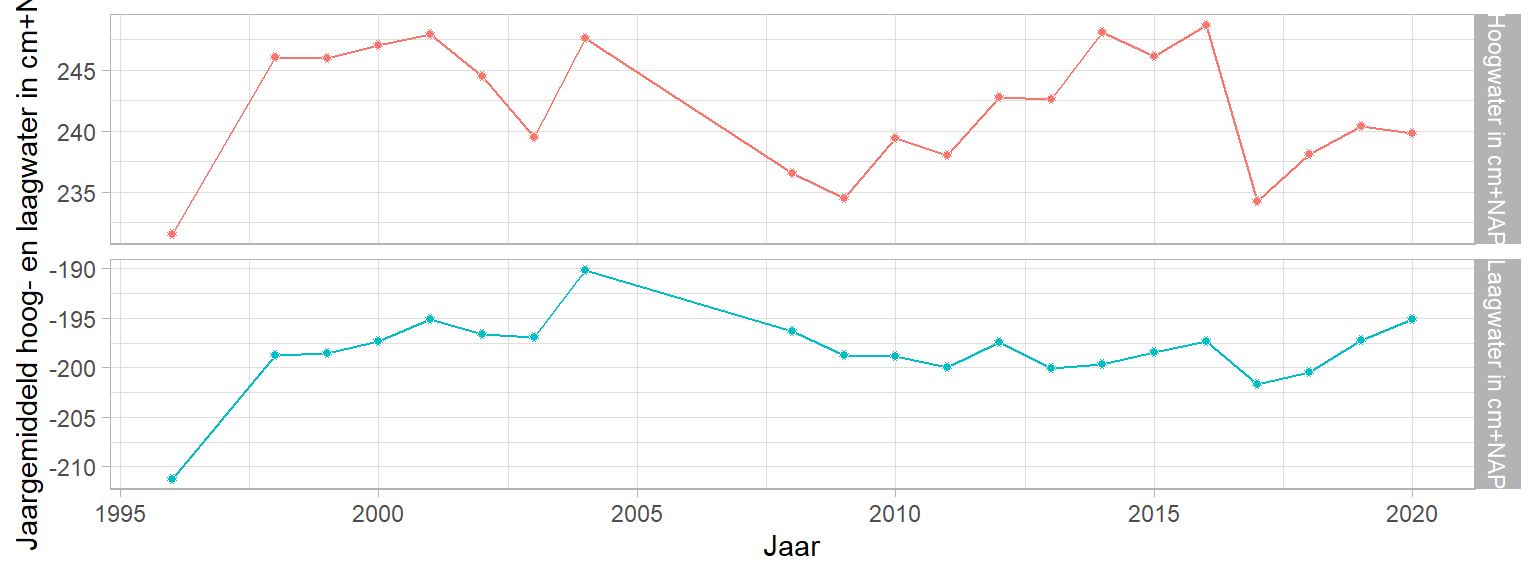 Jaargemiddeld hoog- en laagwater in cm+N
245
240
235
Hoogwater in cm+NAP
-190
-195
-200
-205
-210
Laagwater in cm+NAP
1995 2000 2005 2010 2015 2020
Jaar